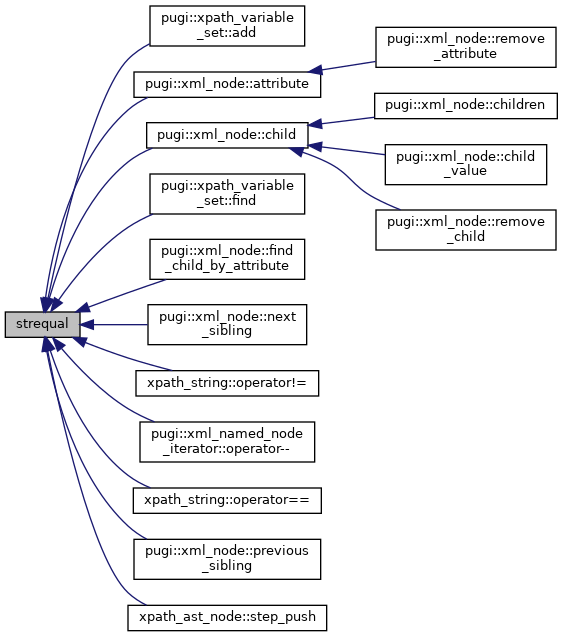 pugi::xpath_variable
_set::add
pugi::xml_node::remove
_attribute
pugi::xml_node::attribute
pugi::xml_node::children
pugi::xml_node::child
pugi::xml_node::child
_value
pugi::xpath_variable
_set::find
pugi::xml_node::remove
_child
pugi::xml_node::find
_child_by_attribute
strequal
pugi::xml_node::next
_sibling
xpath_string::operator!=
pugi::xml_named_node
_iterator::operator--
xpath_string::operator==
pugi::xml_node::previous
_sibling
xpath_ast_node::step_push